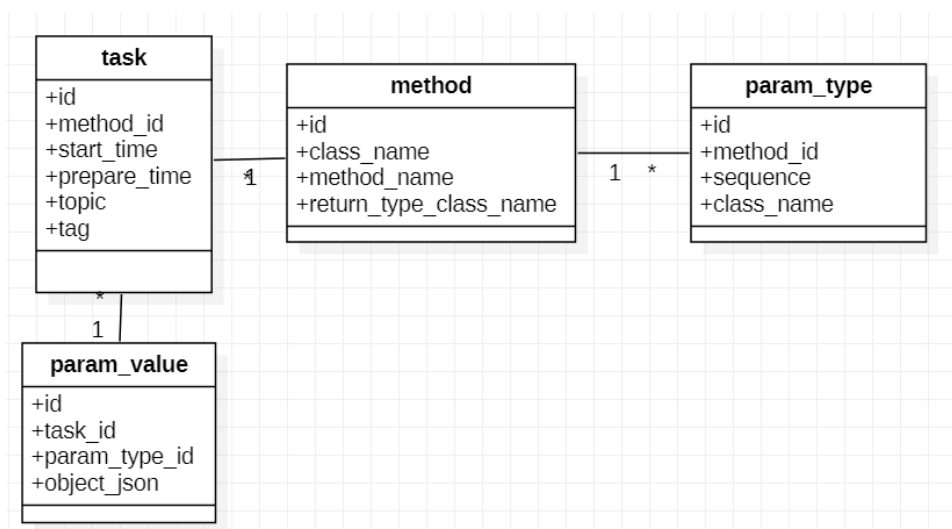 task
+id
+method_id
+start_time
+prepare_time
+topic
+tag
*
1
method
+id
+class_name
+method_name
+return_type_class_name
1
*
param_type
+id
+method_id
+sequence
+class_name
*
1
param_value
+id
+task_id
+param_type_id
+object_json